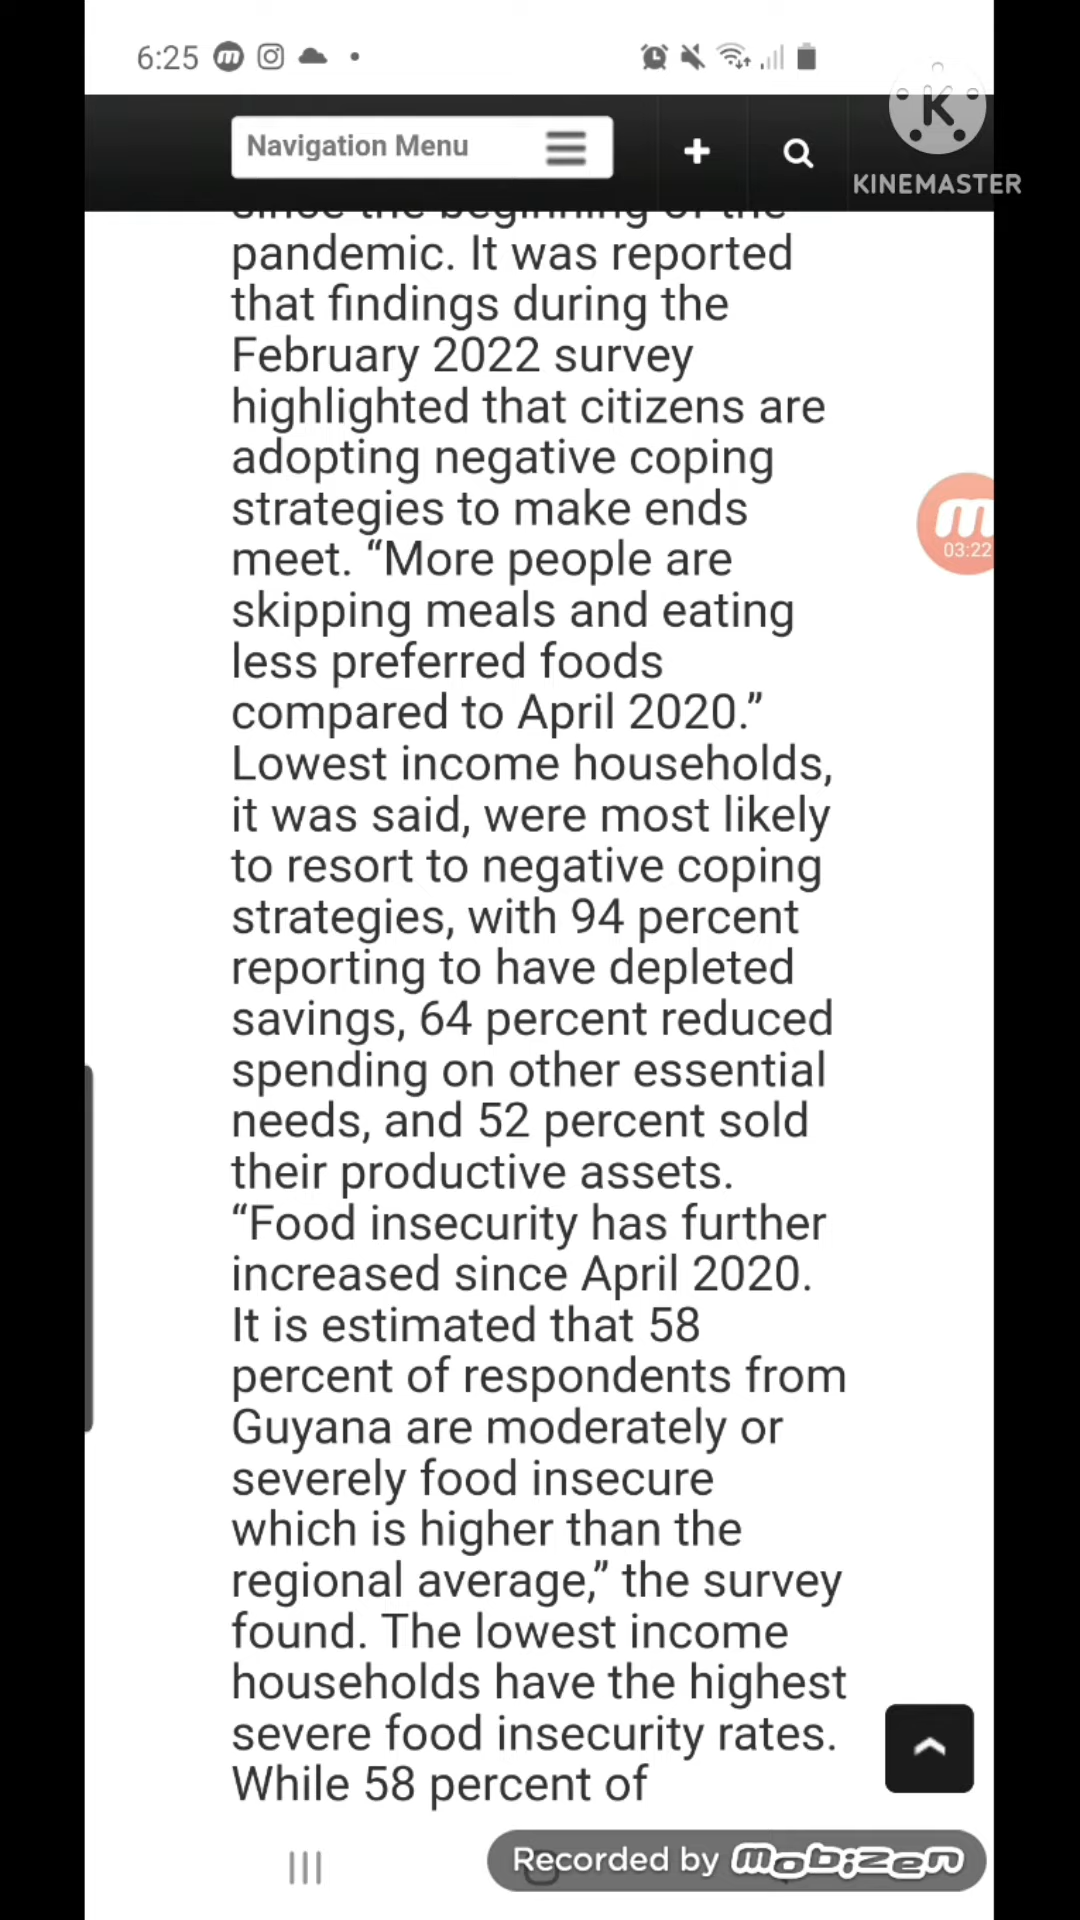 6:25
Navigation Menu
KINEMASTER
since the beginning of the
pandemic. It was reported
that findings during the
February 2022 survey
highlighted that citizens are
adopting negative coping
strategies to make ends
meet. “More people are
skipping meals and eating
less preferred foods
compared to April 2020.”
Lowest income households,
it was said, were most likely
to resort to negative coping
strategies, with 94 percent
reporting to have depleted
savings, 64 percent reduced
spending on other essential
needs, and 52 percent sold
their productive assets.
“Food insecurity has further
increased since April 2020.
It is estimated that 58
percent of respondents from
Guyana are moderately or
severely food insecure
which is higher than the
regional average,” the survey
found. The lowest income
households have the highest
severe food insecurity rates.
While 58 percent of
03:22
Recorded by mobizen